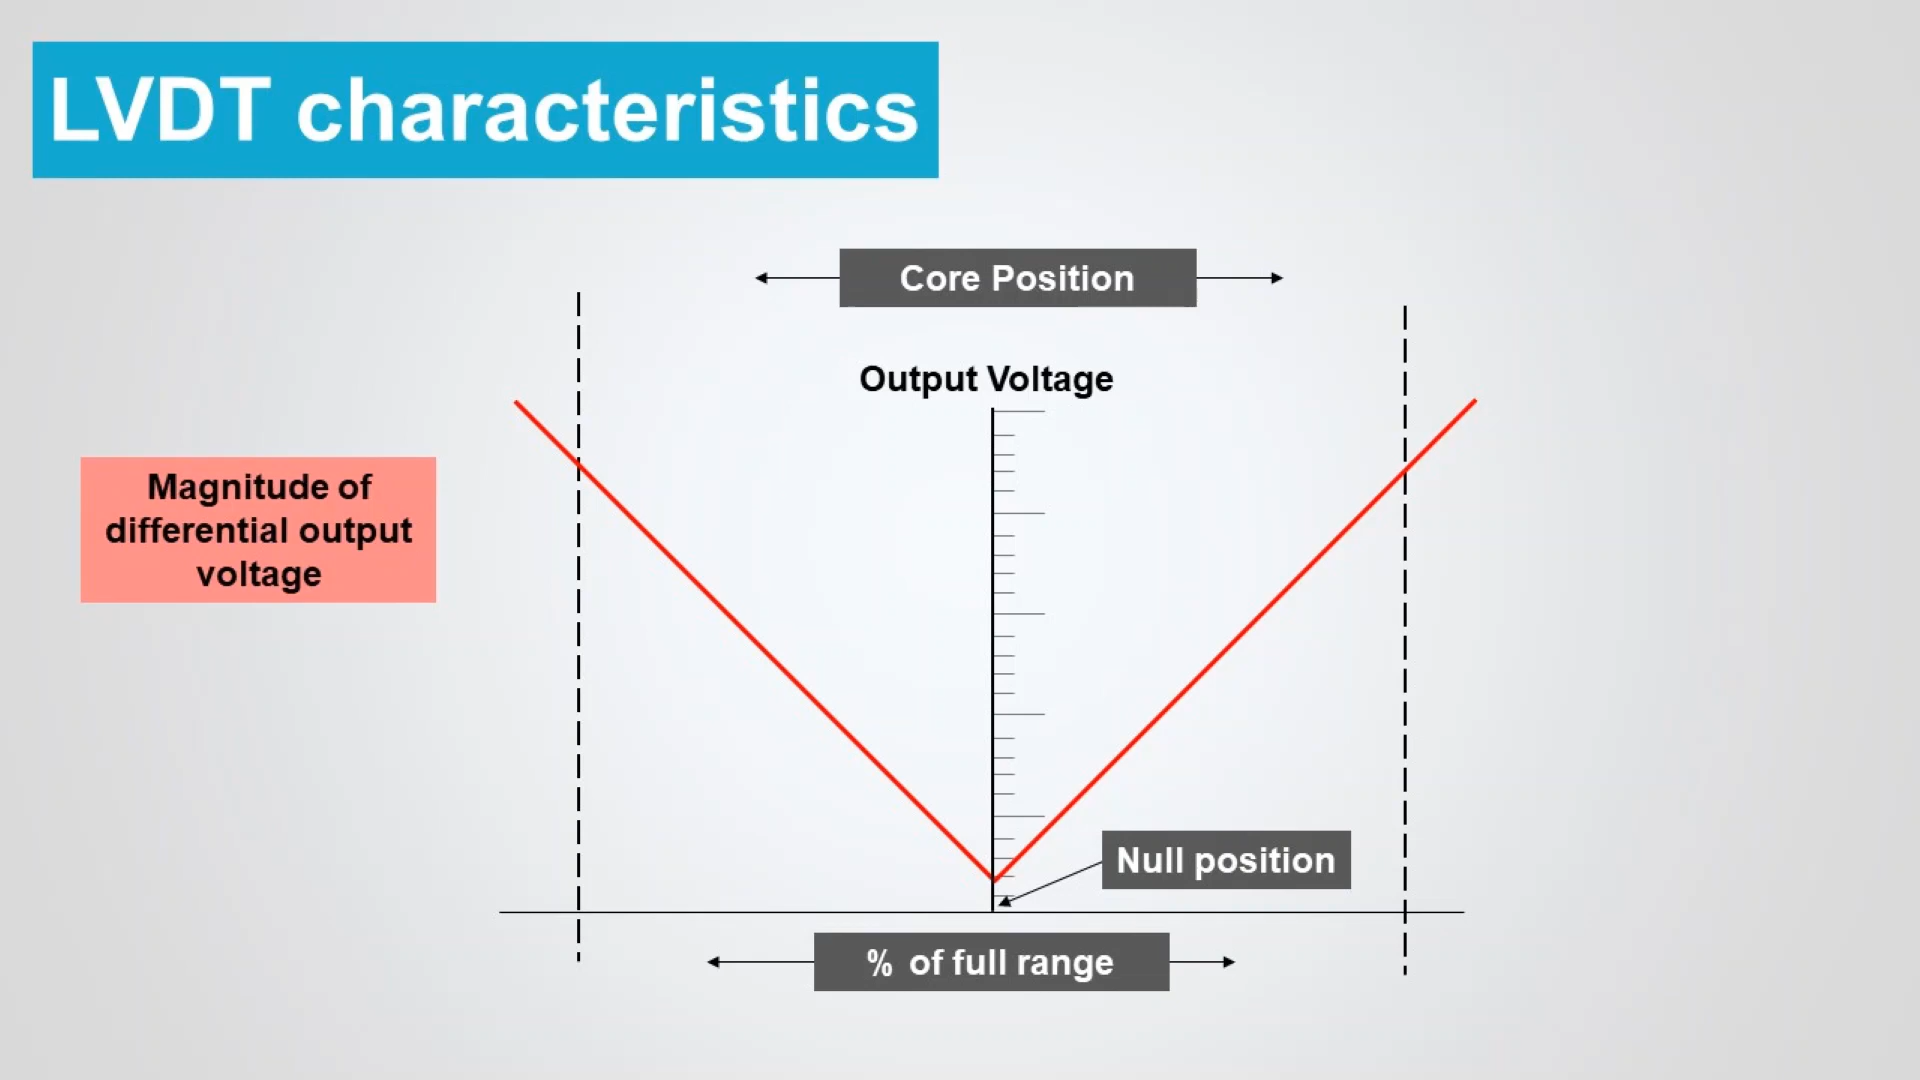 LVDT characteristics
Core Position
Output Voltage
Magnitude of
differential output
voltage
Null position
% of full range